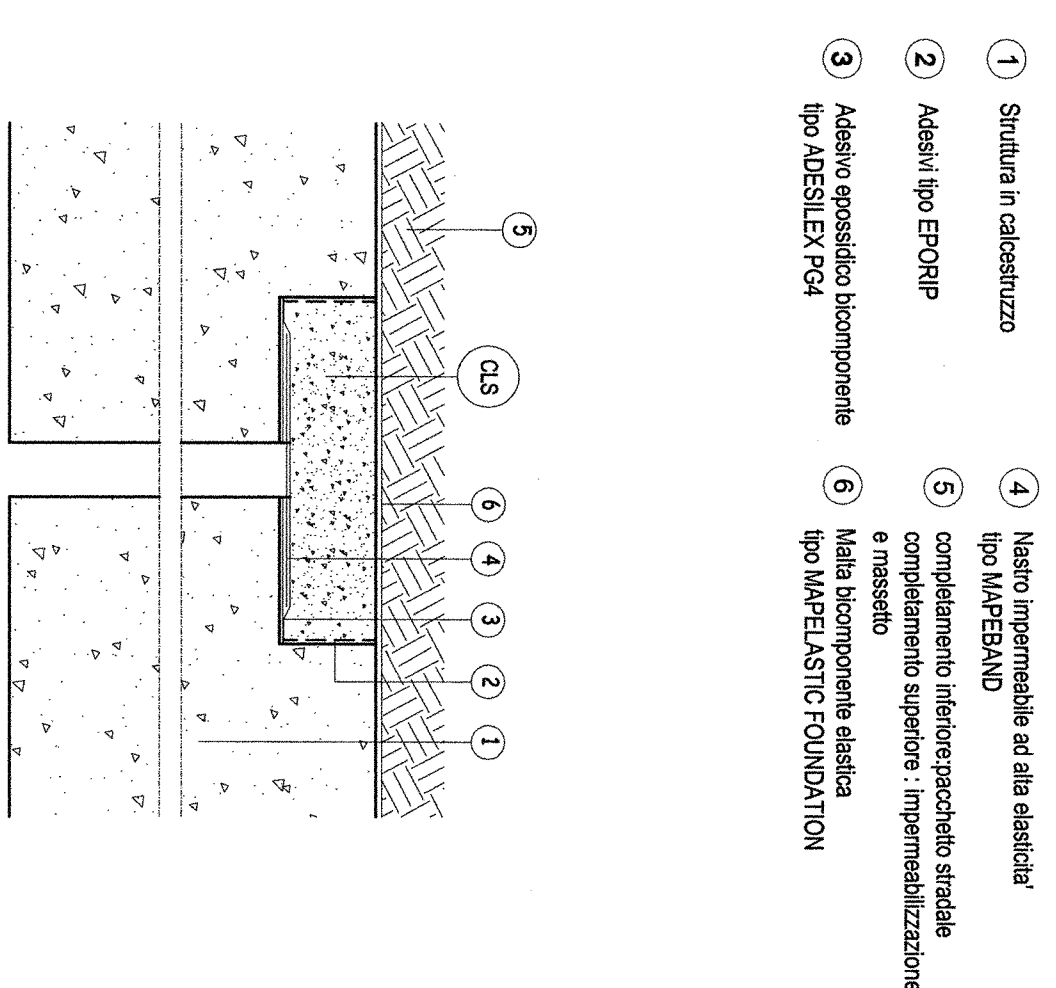 1 Struttura in calcestruzzo
2 Adesivi tipo EPORIP
3 Adesivo epossidico bicomponente
tipo ADESILEX PG4
4 Nastro impermeabile ad alta elasticita'
tipo MAPEBAND
5 completamento inferiore:pacchetto stradale
completamento superiore : impermeabilizzazione
e massetto
6 Malta bicomponente elastica
tipo MAPELASTIC FOUNDATION
5
CLS
6
4
3
2
1